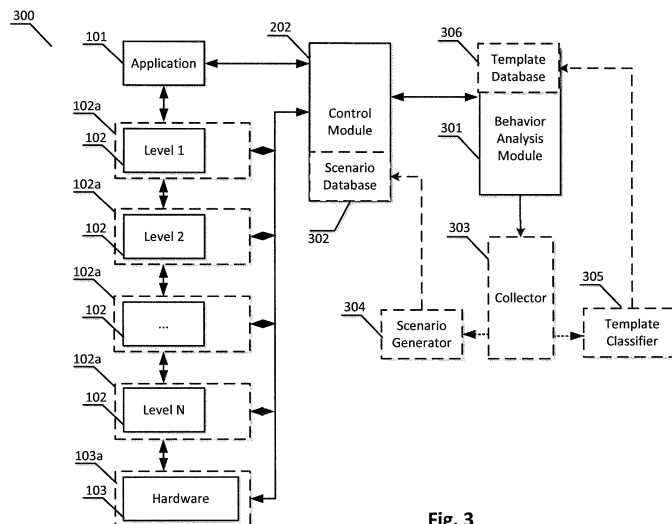 300
101
Application
202
306
Template
Database
102a
102
Level 1
Control
Module
301
Behavior
Analysis
Module
102a
102
Level 2
Scenario
Database
302
303
102a
102
...
304
Scenario
Generator
Collector
305
Template
Classifier
102a
102
Level N
103a
103
Hardware
Fig. 3